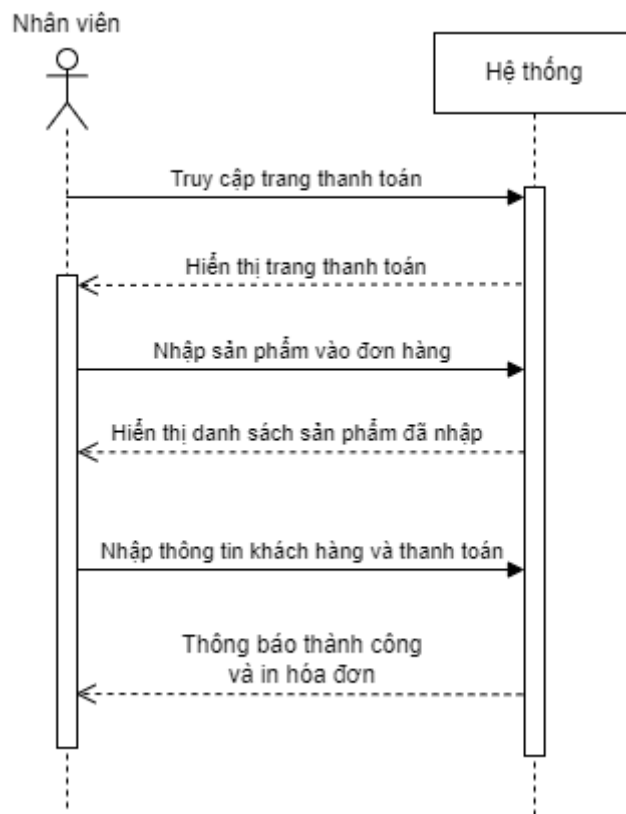 Nhân viên
Hệ thống
Truy cập trang thanh toán
Hiển thị trang thanh toán
Nhập sản phẩm vào đơn hàng
Hiển thị danh sách sản phẩm đã nhập
Nhập thông tin khách hàng và thanh toán
Thông báo thành công
và in hóa đơn